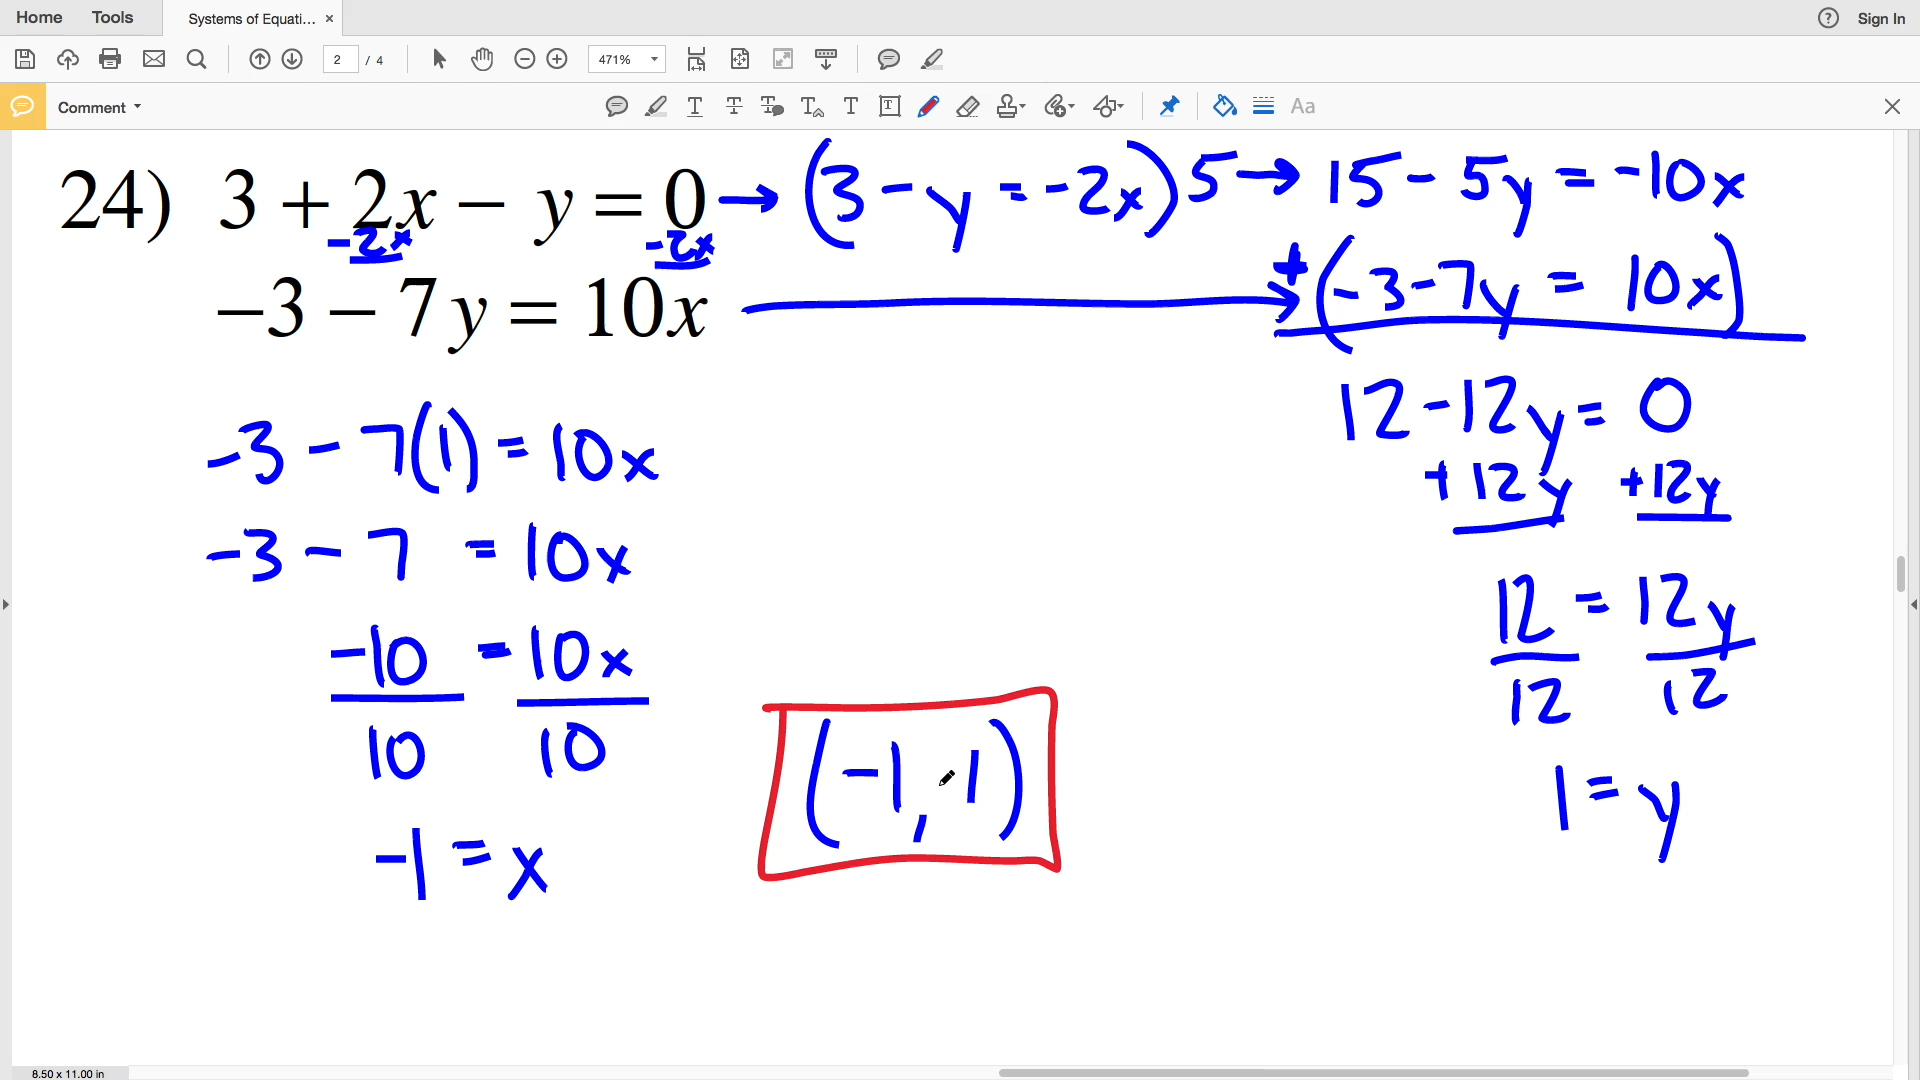 Home Tools Systems of Equati... × ? Sign In
2 / 4 471%
Comment T T T T T T Aa
24) 3 + 2x − y = 0 → (3 - y = -2x) 5 → 15 - 5y = -10x
-2x -2x
−3 − 7y = 10x → + (-3 - 7y = 10x)
12 - 12y = 0
+ 12y +12y
12 = 12y
12 12
1 = y
-3 - 7(1) = 10x
-3 - 7 = 10x
-10 = 10x
10 10
-1 = x
(-1, 1)
8.50 x 11.00 in